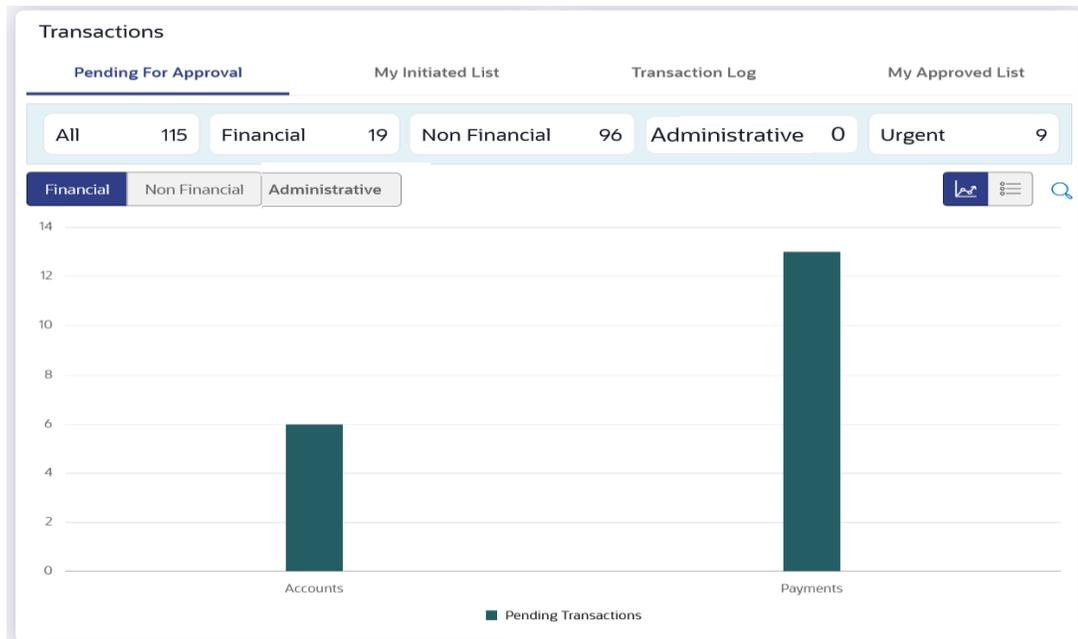 Transactions
Pending For Approval My Initiated List Transaction Log My Approved List
All 115 Financial 19 Non Financial 96 Administrative 0 Urgent 9
Financial Non Financial Administrative
14
12
10
8
6
4
2
0
Accounts Payments
Pending Transactions